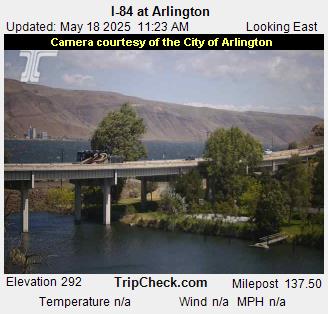 I-84 at Arlington
Updated: May 18 2025 11:23 AM Looking East
Camera courtesy of the City of Arlington
Elevation 292 TripCheck.com Milepost 137.50
Temperature n/a Wind n/a MPH n/a